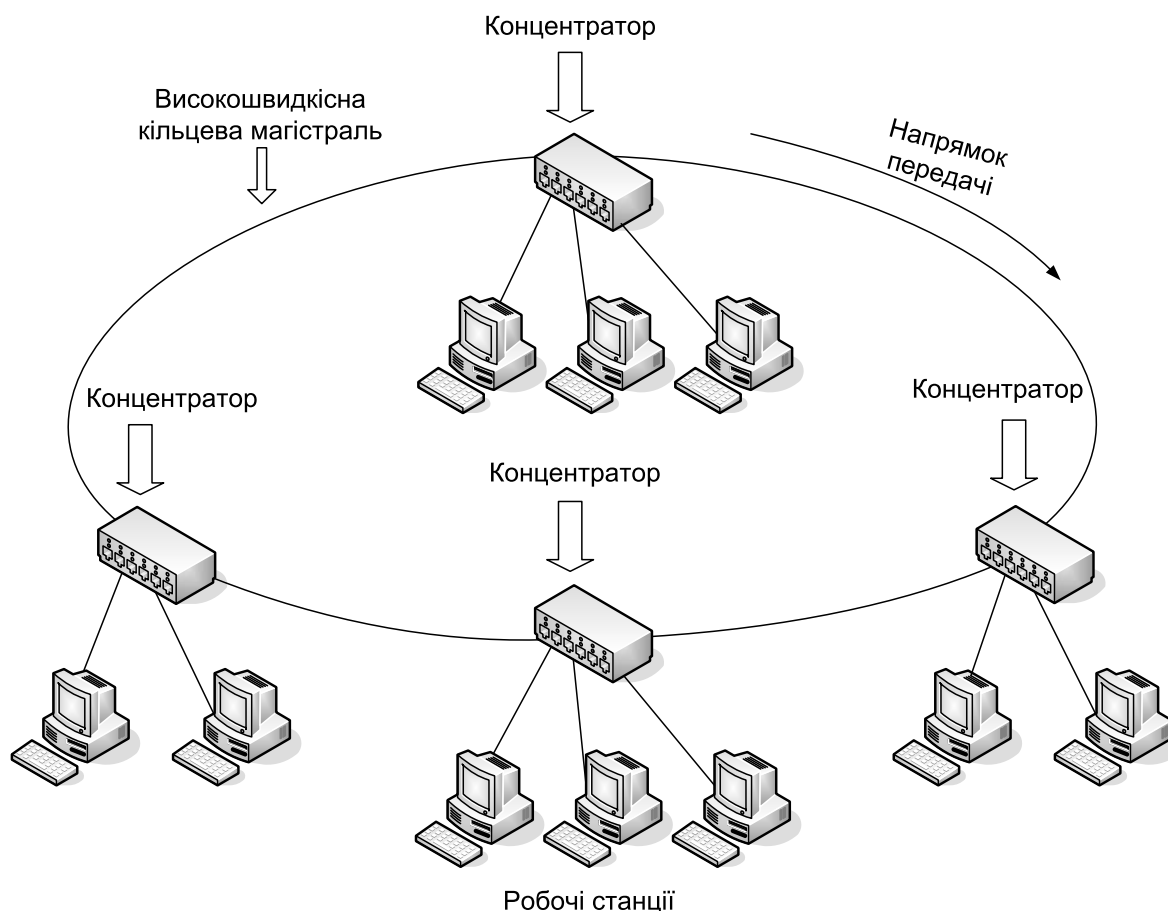 Концентратор
Високошвидкісна
кільцева магістраль
Напрямок
передачі
Концентратор
Концентратор
Концентратор
Робочі станції